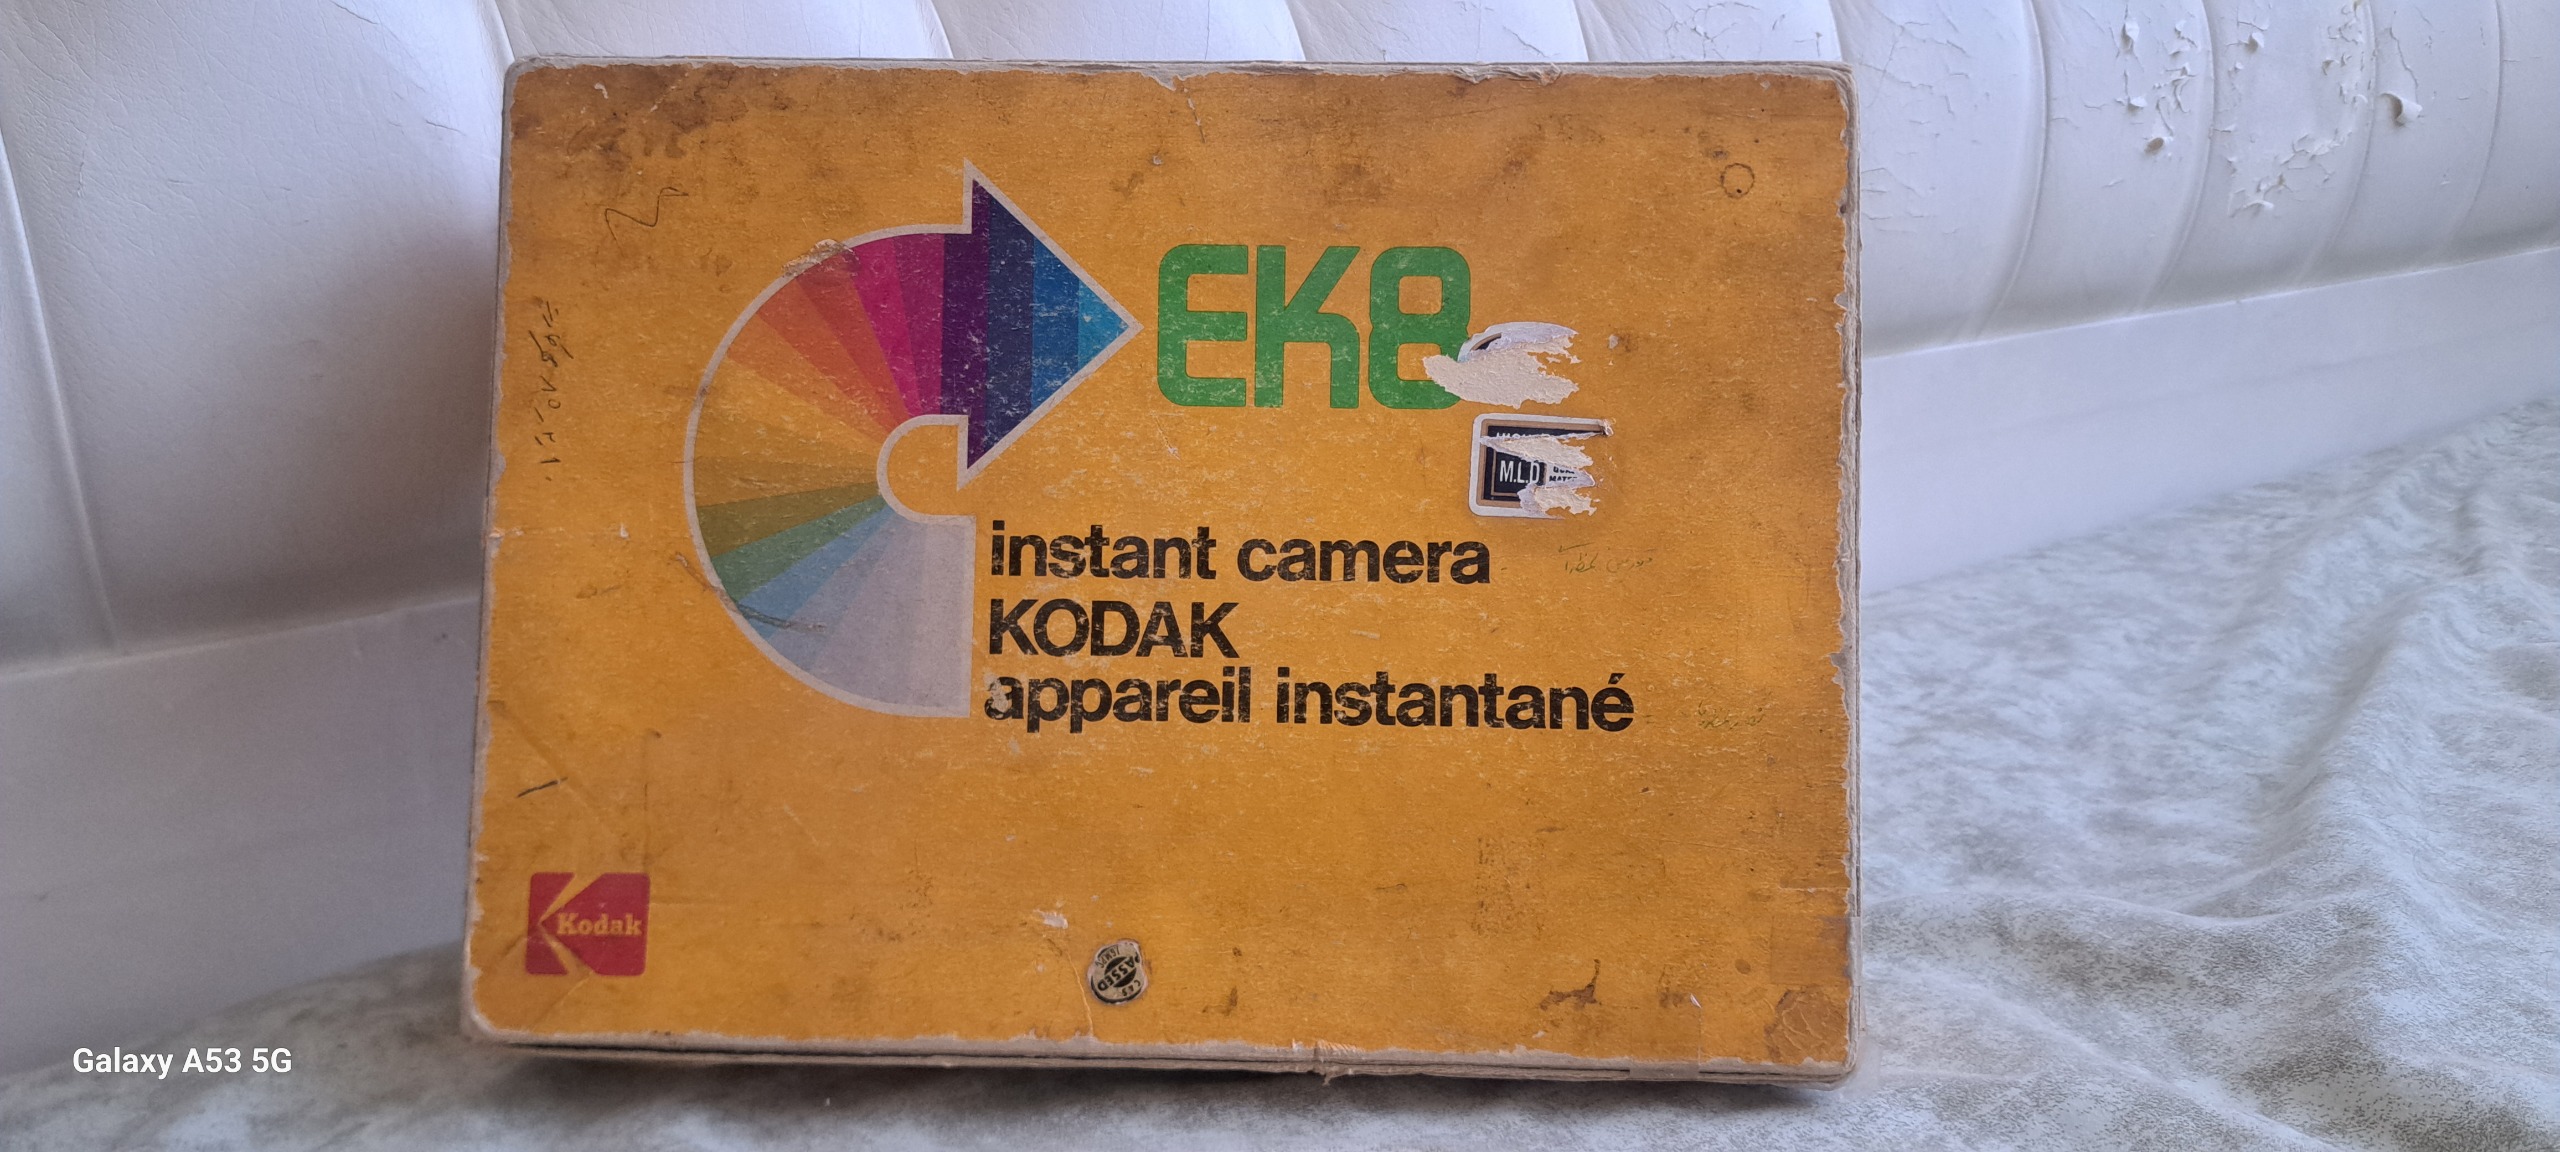 EK8
M.L.D
instant camera
KODAK
appareil instantané
Kodak
PASSED
Galaxy A53 5G